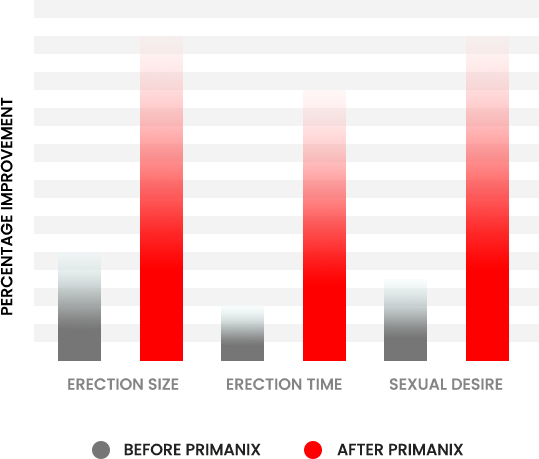 PERCENTAGE IMPROVEMENT
ERECTION SIZE
ERECTION TIME
SEXUAL DESIRE
BEFORE PRIMANIX
AFTER PRIMANIX